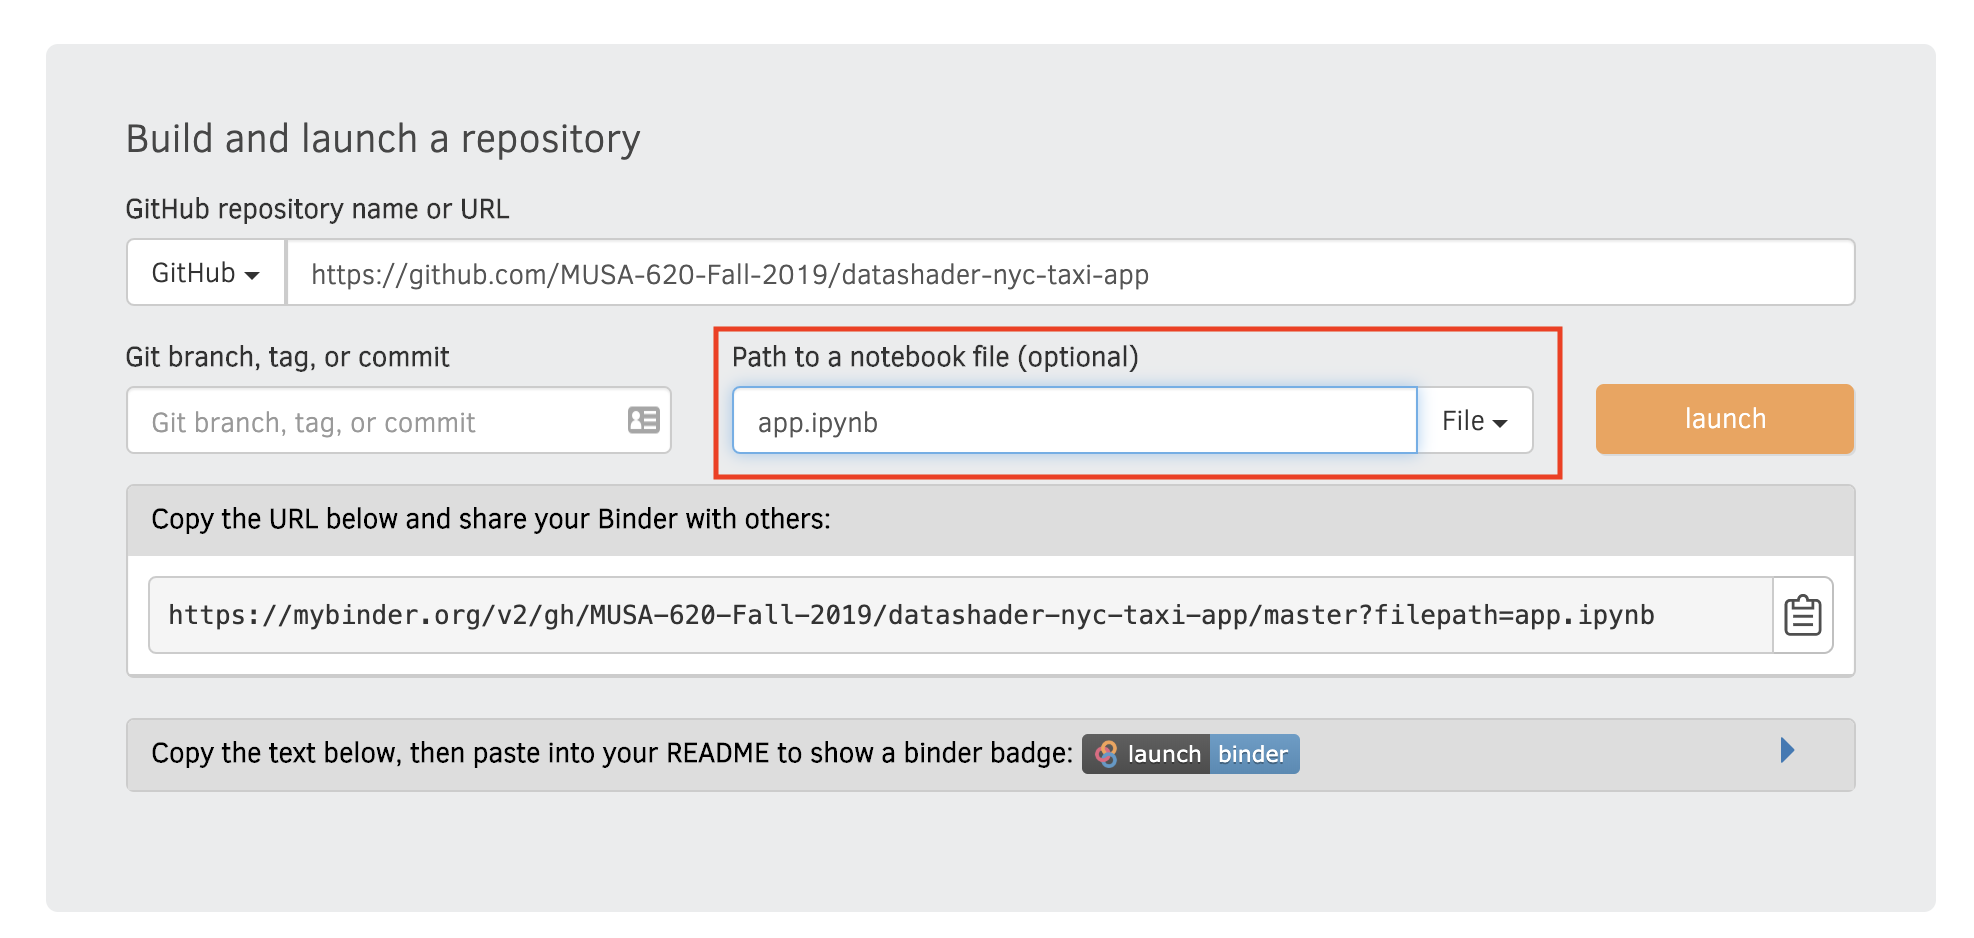 Build and launch a repository
GitHub repository name or URL
GitHub https://github.com/MUSA-620-Fall-2019/datashader-nyc-taxi-app
Git branch, tag, or commit Path to a notebook file (optional)
Git branch, tag, or commit app.ipynb File launch
Copy the URL below and share your Binder with others:
https://mybinder.org/v2/gh/MUSA-620-Fall-2019/datashader-nyc-taxi-app/master?filepath=app.ipynb
Copy the text below, then paste into your README to show a binder badge: launch binder